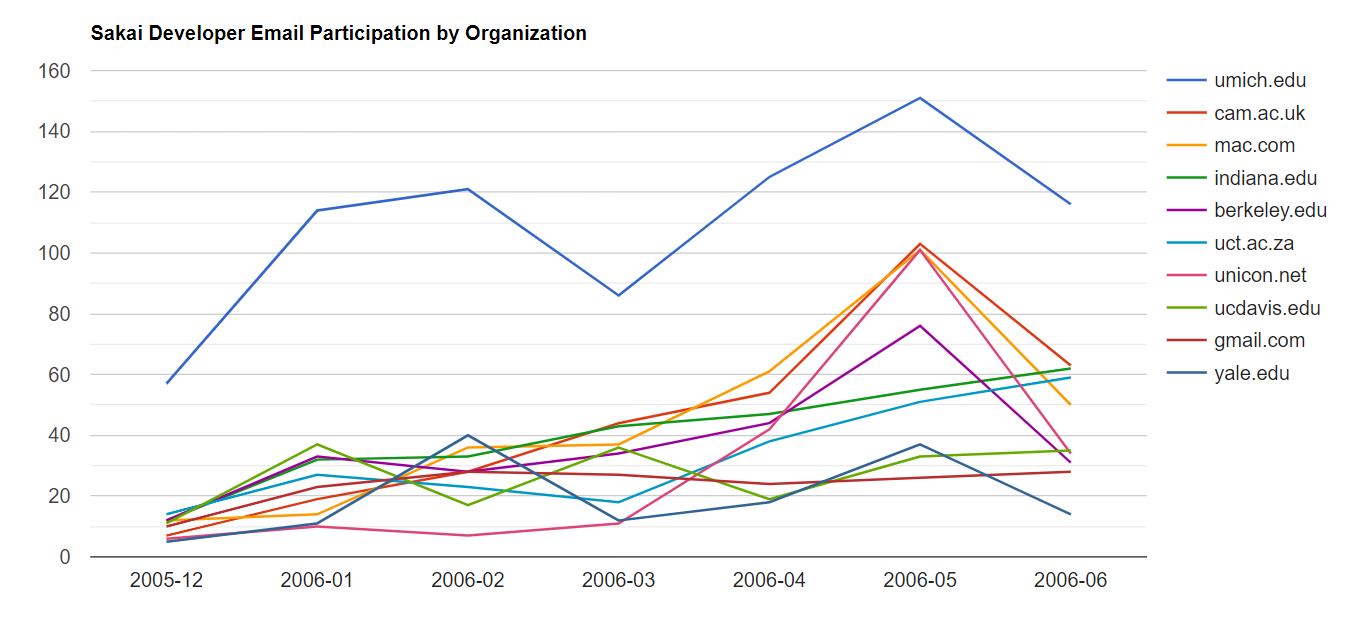 Sakai Developer Email Participation by Organization
160
140
120
100
80
60
40
20
0
2005-12 2006-01 2006-02 2006-03 2006-04 2006-05 2006-06
umich.edu
cam.ac.uk
mac.com
indiana.edu
berkeley.edu
uct.ac.za
unicon.net
ucdavis.edu
gmail.com
yale.edu